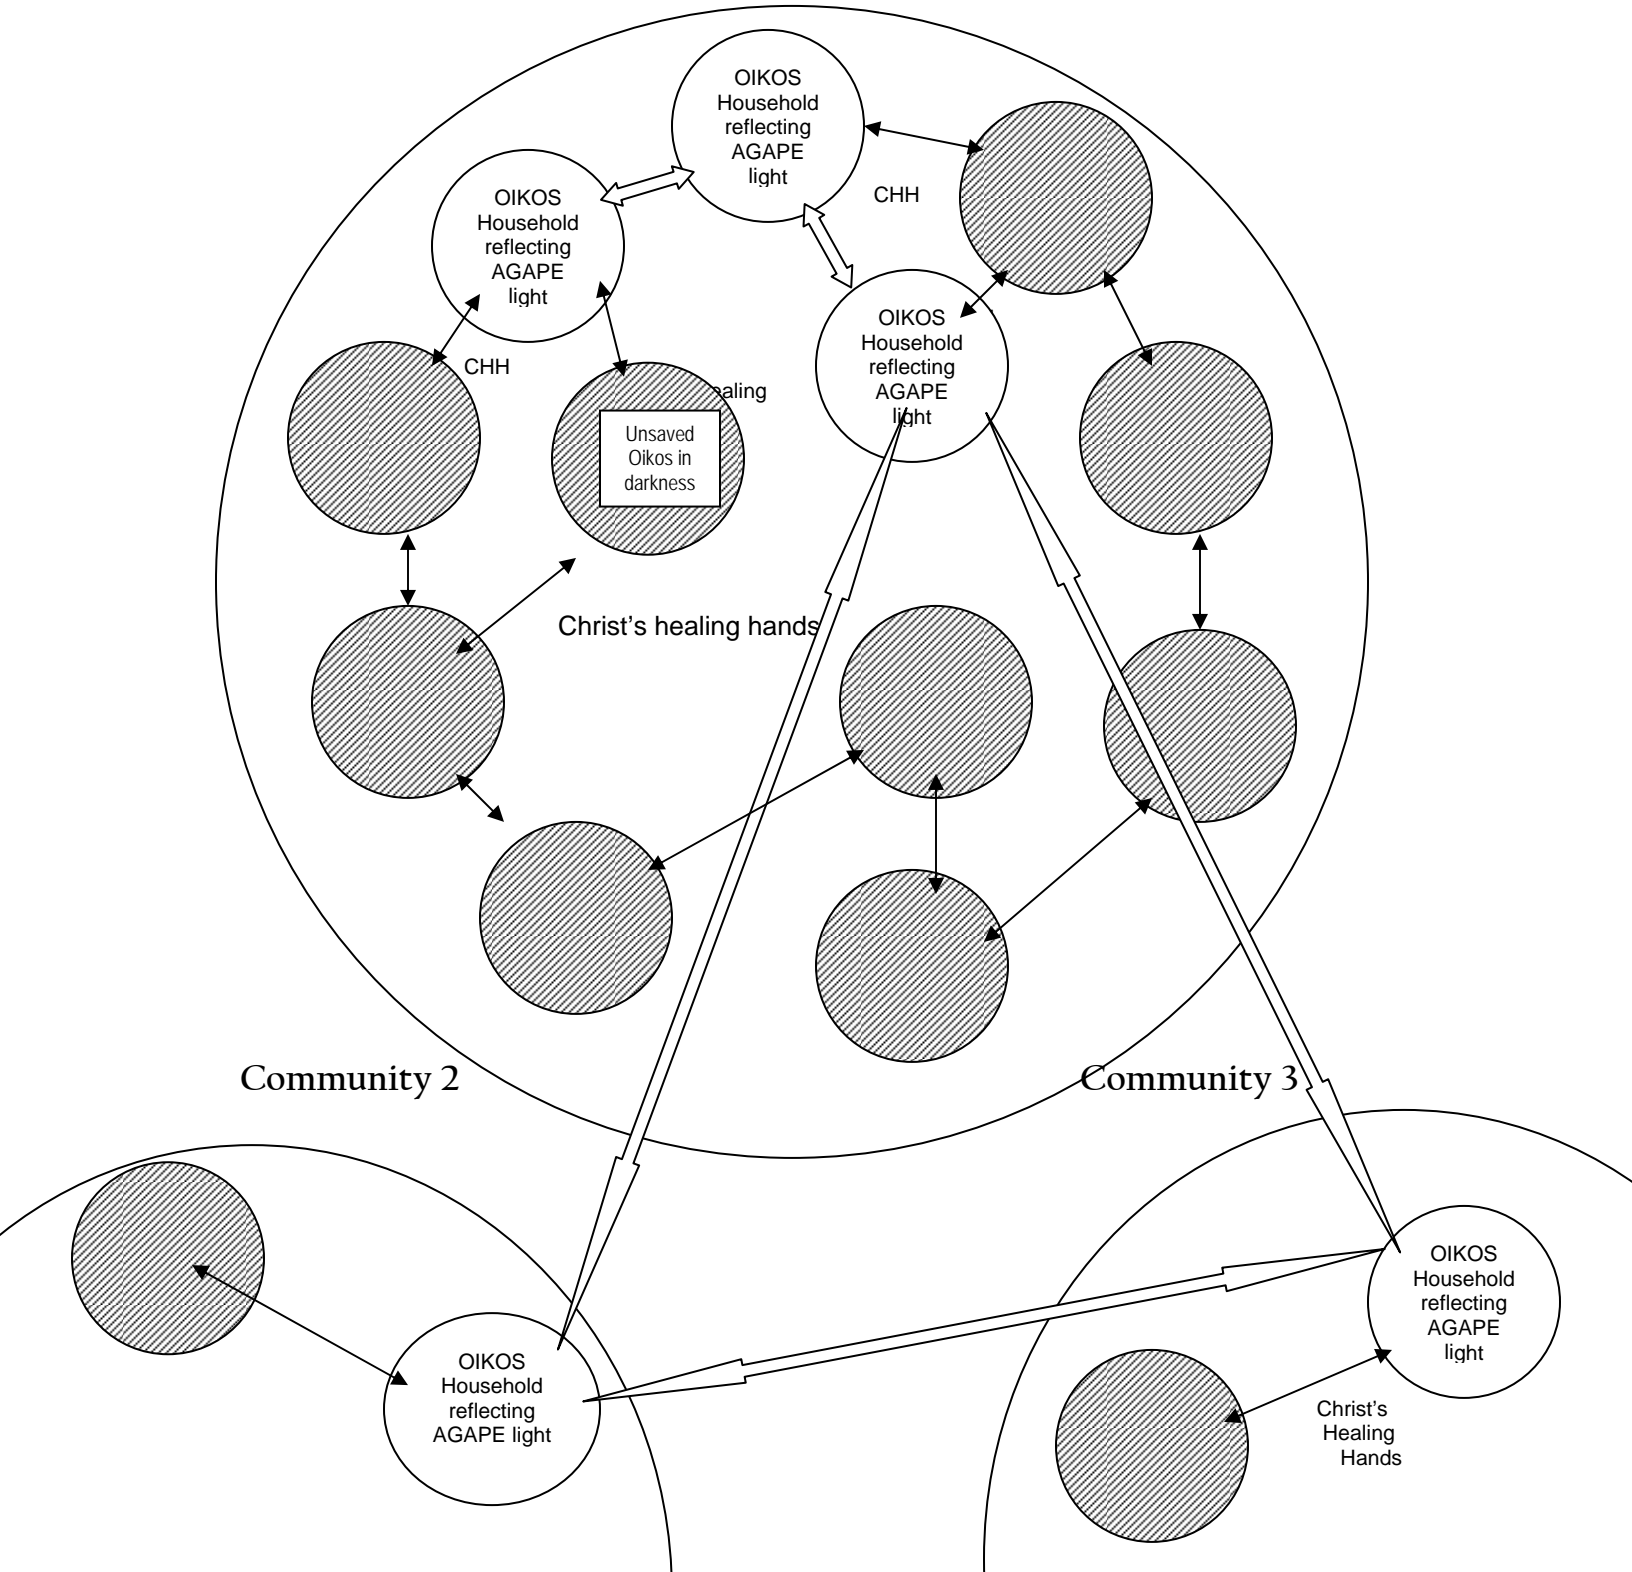 OIKOS
Household
reflecting
AGAPE
light
CHH
OIKOS
Household
reflecting
AGAPE
light
OIKOS
Household
reflecting
AGAPE
light
CHH
ealing
Unsaved
Oikos in
darkness
Christ's healing hands
Community 2
Community 3
OIKOS
Household
reflecting
AGAPE
light
OIKOS
Household
reflecting
AGAPE light
Christ's
Healing
Hands